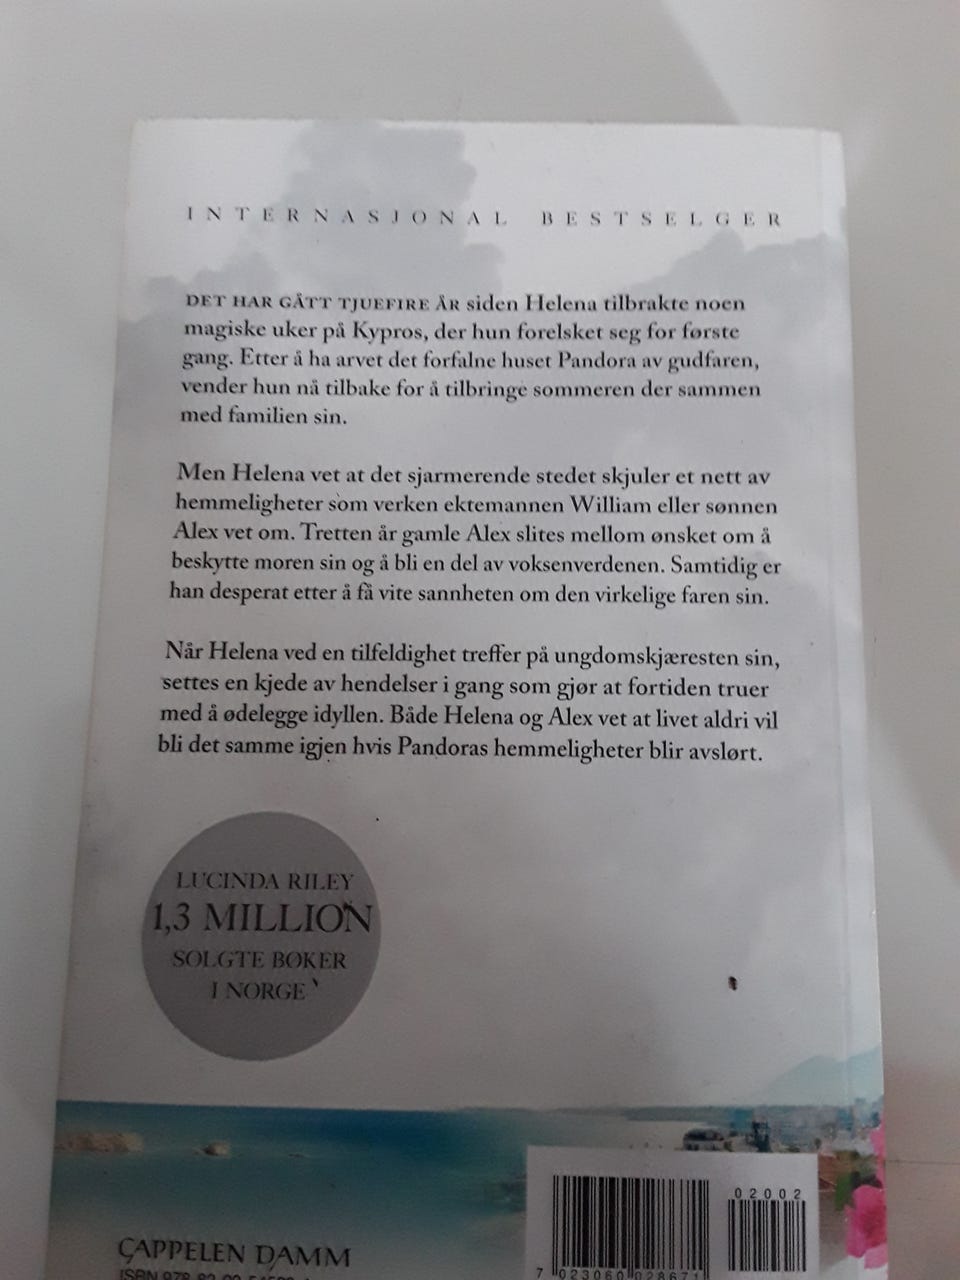 INTERNASJONAL BESTSELGER
DET HAR GÅTT TJUEFIRE ÅR siden Helena tilbrakte noen
magiske uker på Kypros, der hun forelsket seg for første
gang. Etter å ha arvet det forfalne huset Pandora av gudfaren,
vender hun nå tilbake for å tilbringe sommeren der sammen
med familien sin.
Men Helena vet at det sjarmerende stedet skjuler et nett av
hemmeligheter som verken ektemannen William eller sønnen
Alex vet om. Tretten år gamle Alex slites mellom ønsket om å
beskytte moren sin og å bli en del av voksenverdenen. Samtidig er
han desperat etter å få vite sannheten om den virkelige faren sin.
Når Helena ved en tilfeldighet treffer på ungdomskjæresten sin,
settes en kjede av hendelser i gang som gjør at fortiden truer
med å ødelegge idyllen. Både Helena og Alex vet at livet aldri vil
bli det samme igjen hvis Pandoras hemmeligheter blir avslørt.
LUCINDA RILEY
1,3 MILLION
SOLGTE BØKER
I NORGE
02002
CAPPELEN DAMM
7 023060 028671
ISBN